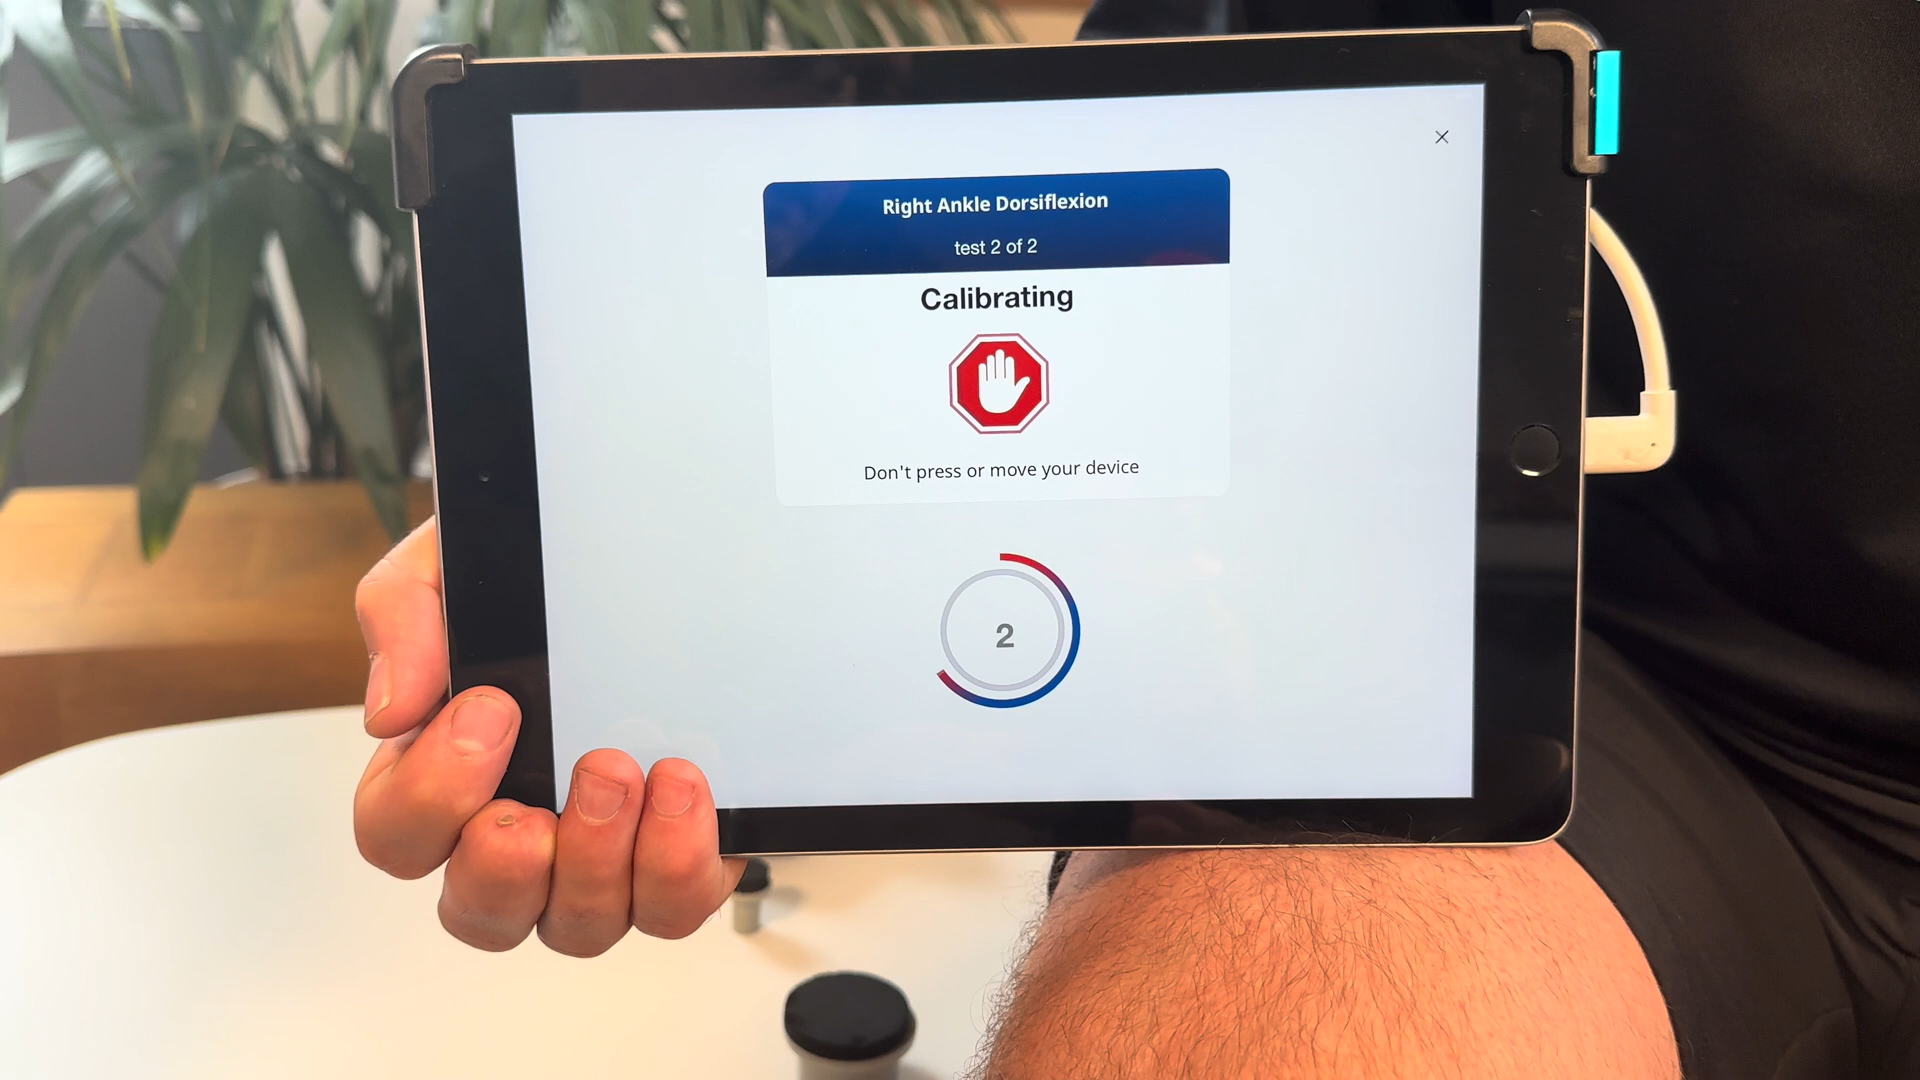 Right Ankle Dorsiflexion
test 2 of 2
Calibrating
Don't press or move your device
2